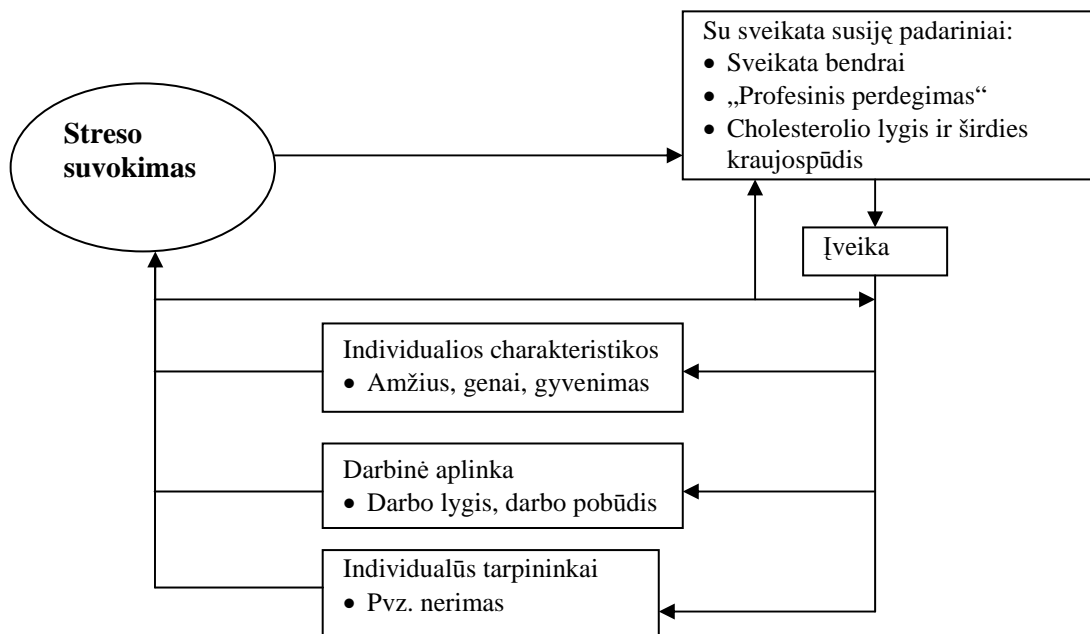 Su sveikata susiję padariniai:
• Sveikata bendrai
• „Profesinis perdegimas“
• Cholesterolio lygis ir širdies
kraujospūdis
Streso
suvokimas
Įveika
Individualios charakteristikos
• Amžius, genai, gyvenimas
Darbinė aplinka
• Darbo lygis, darbo pobūdis
Individualūs tarpininkai
• Pvz. nerimas